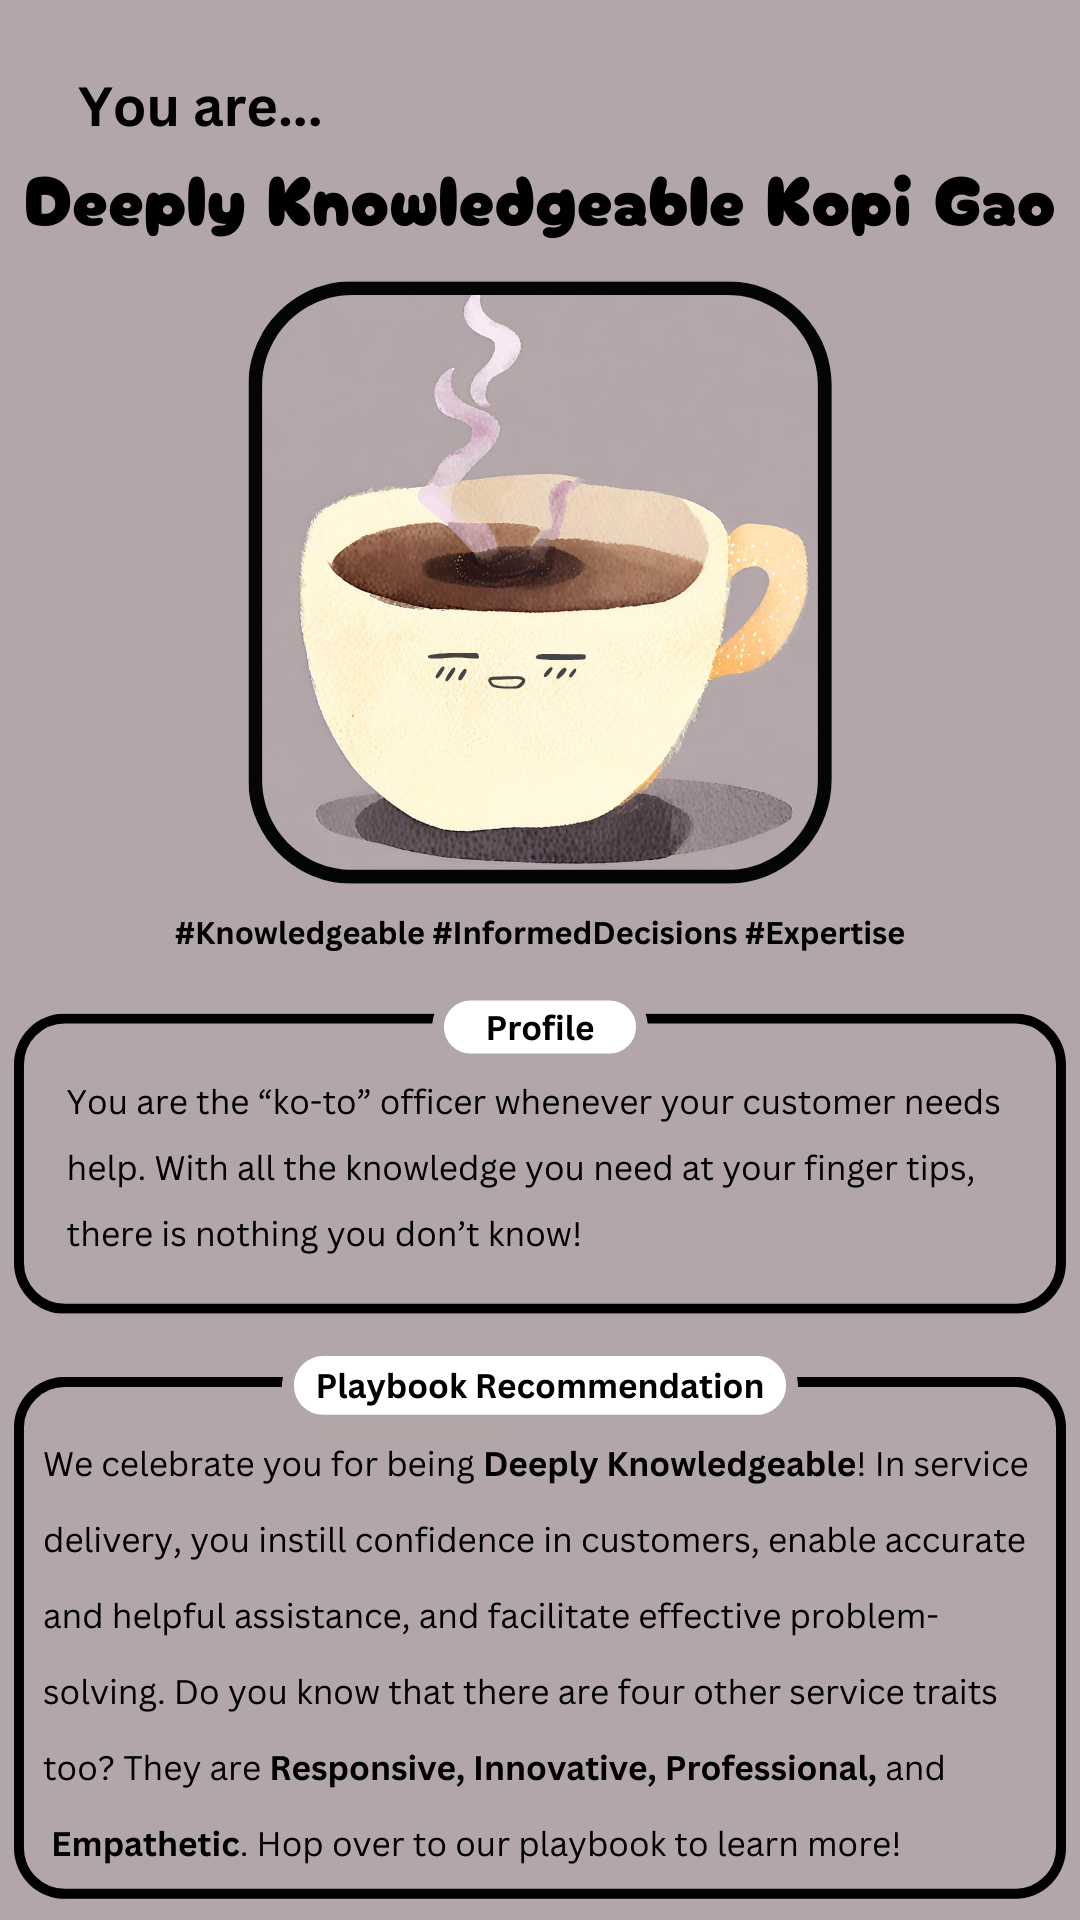 You are...
Deeply Knowledgeable Kopi Gao
#Knowledgeable #InformedDecisions #Expertise
Profile
You are the “ko-to” officer whenever your customer needs
help. With all the knowledge you need at your finger tips,
there is nothing you don’t know!
Playbook Recommendation
We celebrate you for being Deeply Knowledgeable! In service
delivery, you instill confidence in customers, enable accurate
and helpful assistance, and facilitate effective problem-
solving. Do you know that there are four other service traits
too? They are Responsive, Innovative, Professional, and
Empathetic. Hop over to our playbook to learn more!